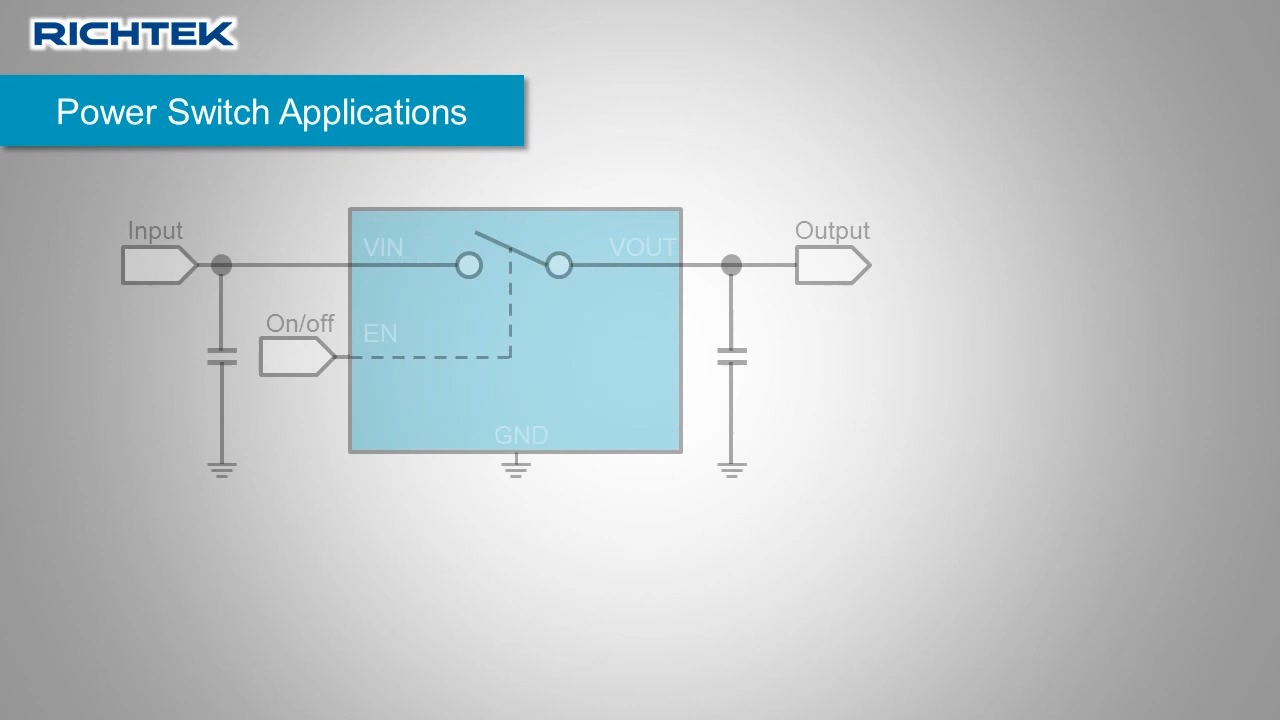 RICHTEK
Power Switch Applications
Input
Output
VIN
VOUT
On/off
EN
GND